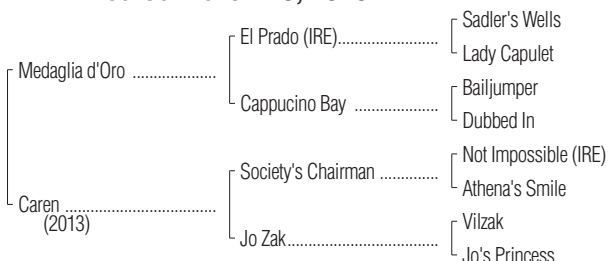 Sadler's Wells
El Prado (IRE)
Lady Capulet
Medaglia d'Oro
Bailjumper
Cappucino Bay
Dubbed In
Not Impossible (IRE)
Society's Chairman
Athena's Smile
Caren
(2013)
Vilzak
Jo Zak
Jo's Princess